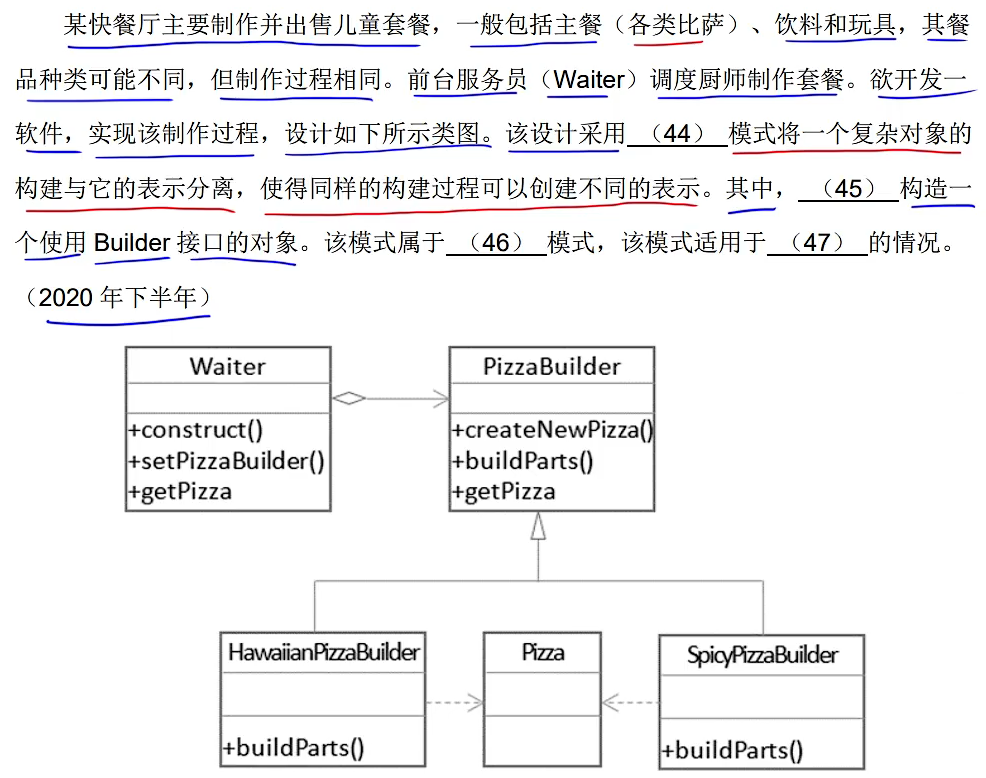 某快餐厅主要制作并出售儿童套餐，一般包括主餐（各类比萨）、饮料和玩具，其餐
品种类可能不同，但制作过程相同。前台服务员（Waiter）调度厨师制作套餐。欲开发一
软件，实现该制作过程，设计如下所示类图。该设计采用 （44） 模式将一个复杂对象的
构建与它的表示分离，使得同样的构建过程可以创建不同的表示。其中， （45） 构造一
个使用 Builder 接口的对象。该模式属于 （46） 模式，该模式适用于 （47） 的情况。
（2020 年下半年）
Waiter
+construct()
+setPizzaBuilder()
+getPizza
PizzaBuilder
+createNewPizza()
+buildParts()
+getPizza
HawaiianPizzaBuilder
+buildParts()
Pizza
SpicyPizzaBuilder
+buildParts()